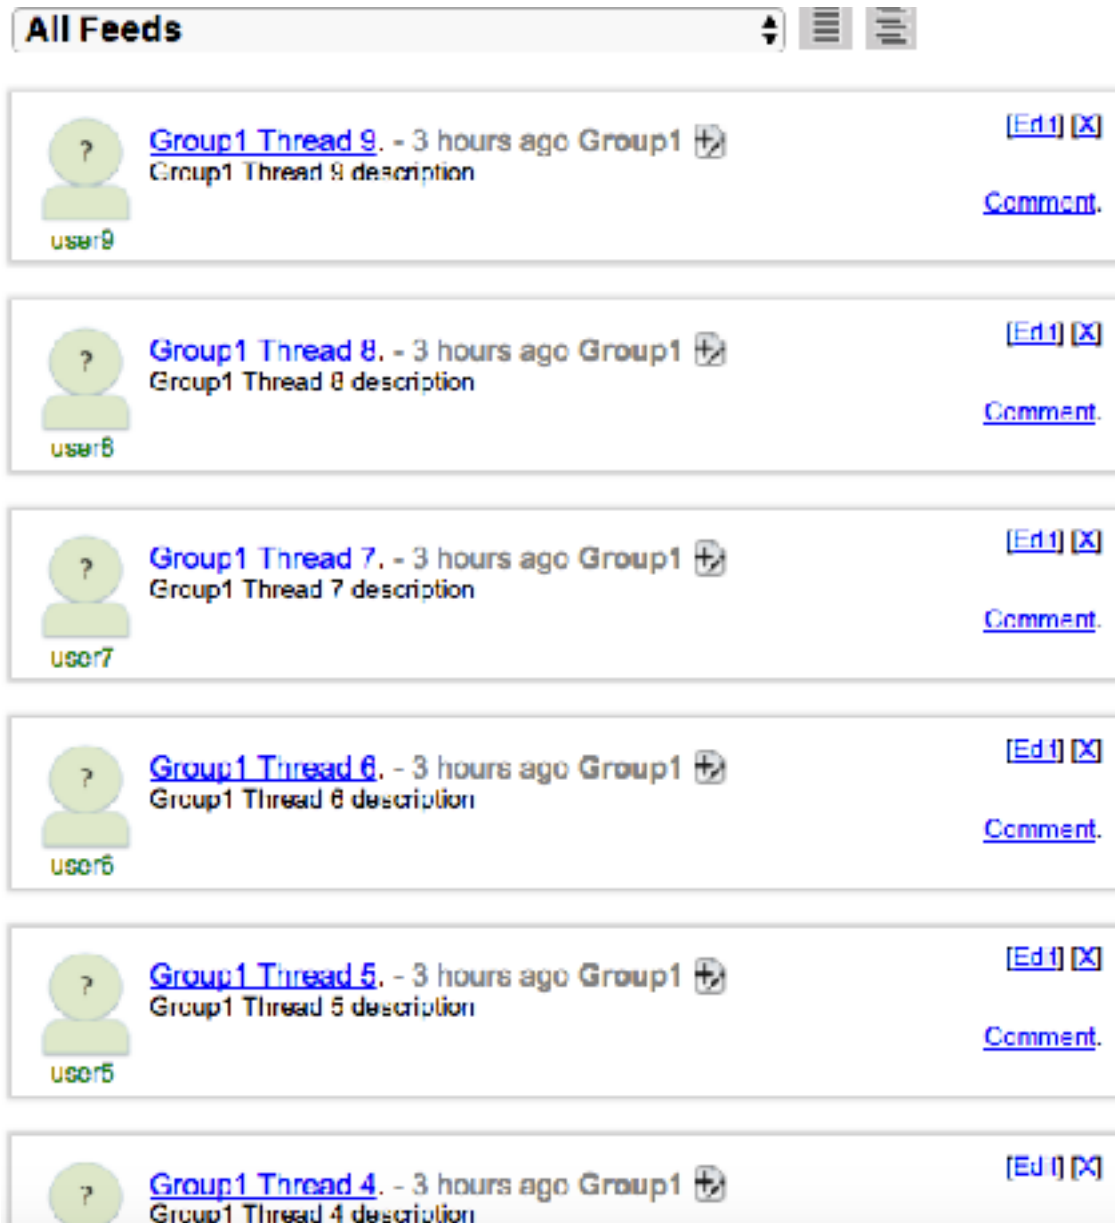 All Feeds
?
Group1 Thread 9. - 3 hours ago Group1
[Edit] [X]
Group1 Thread 9 description
Comment.
user9
?
Group1 Thread 8. - 3 hours ago Group1
[Edit] [X]
Group1 Thread 8 description
Comment.
user8
?
Group1 Thread 7. - 3 hours ago Group1
[Edit] [X]
Group1 Thread 7 description
Comment.
user7
?
Group1 Thread 6. - 3 hours ago Group1
[Edit] [X]
Group1 Thread 6 description
Comment.
user6
?
Group1 Thread 5. - 3 hours ago Group1
[Edit] [X]
Group1 Thread 5 description
Comment.
user5
?
Group1 Thread 4. - 3 hours ago Group1
[Edit] [X]
Group1 Thread 4 description